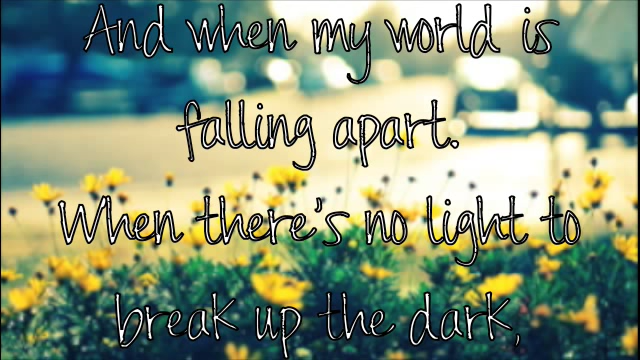 And when my world is
falling apart.
When there's no light to
break up the dark,